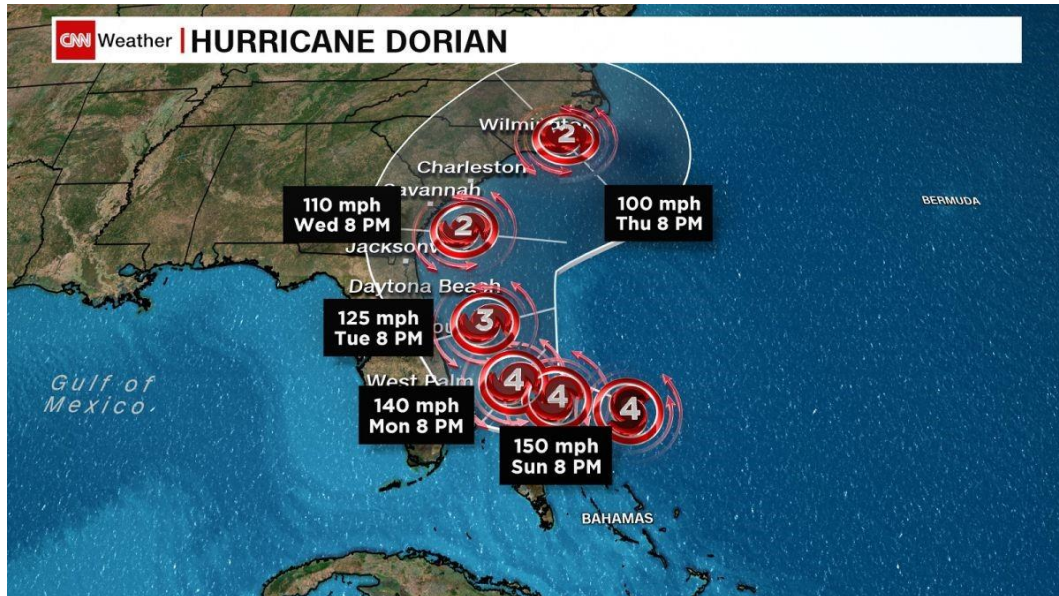 CNN Weather | HURRICANE DORIAN
2
Charleston
Savannah
110 mph
Wed 8 PM
2
100 mph
Thu 8 PM
BERMUDA
Daytona Beach
125 mph
Tue 8 PM
3
Gulf of
Mexico
West Palm
140 mph
Mon 8 PM
4
4
4
150 mph
Sun 8 PM
BAHAMAS